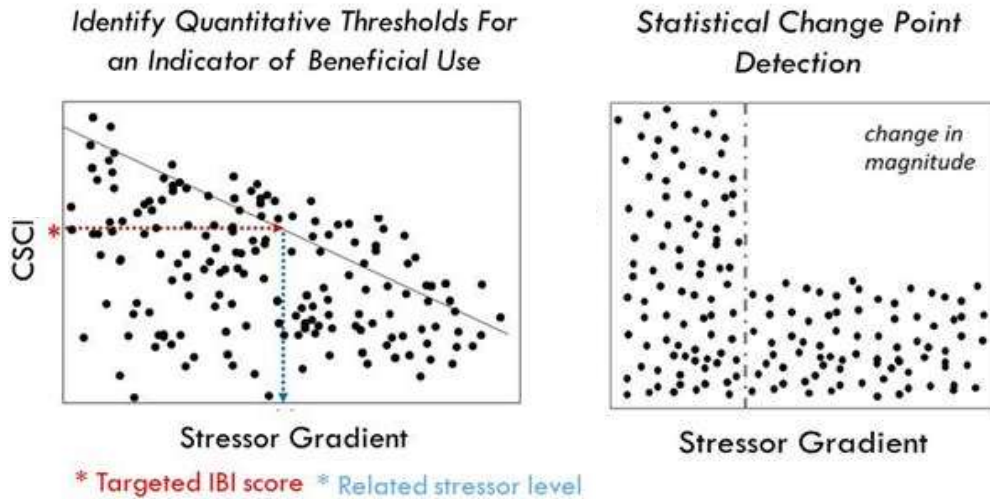 Identify Quantitative Thresholds For
an Indicator of Beneficial Use
CSCI
*
Stressor Gradient
* Targeted IBI score * Related stressor level
Statistical Change Point
Detection
change in
magnitude
Stressor Gradient